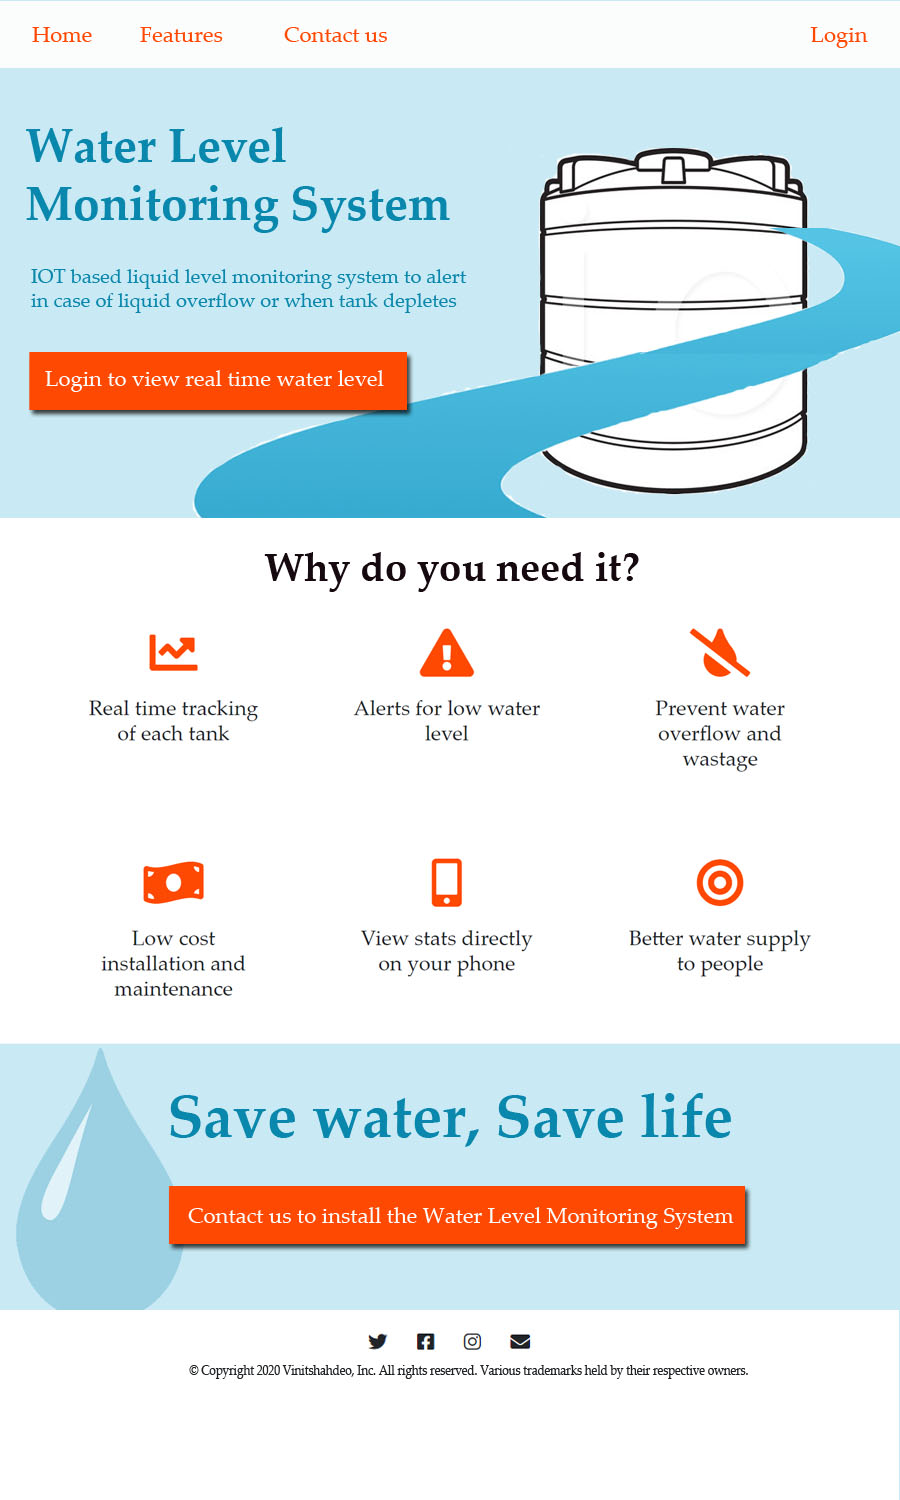 Home Features Contact us Login
Water Level
Monitoring System
IOT based liquid level monitoring system to alert
in case of liquid overflow or when tank depletes
Login to view real time water level
Why do you need it?
Real time tracking
of each tank
Alerts for low water
level
Prevent water
overflow and
wastage
Low cost
installation and
maintenance
View stats directly
on your phone
Better water supply
to people
Save water, Save life
Contact us to install the Water Level Monitoring System
© Copyright 2020 Vinitshahdeo, Inc. All rights reserved. Various trademarks held by their respective owners.